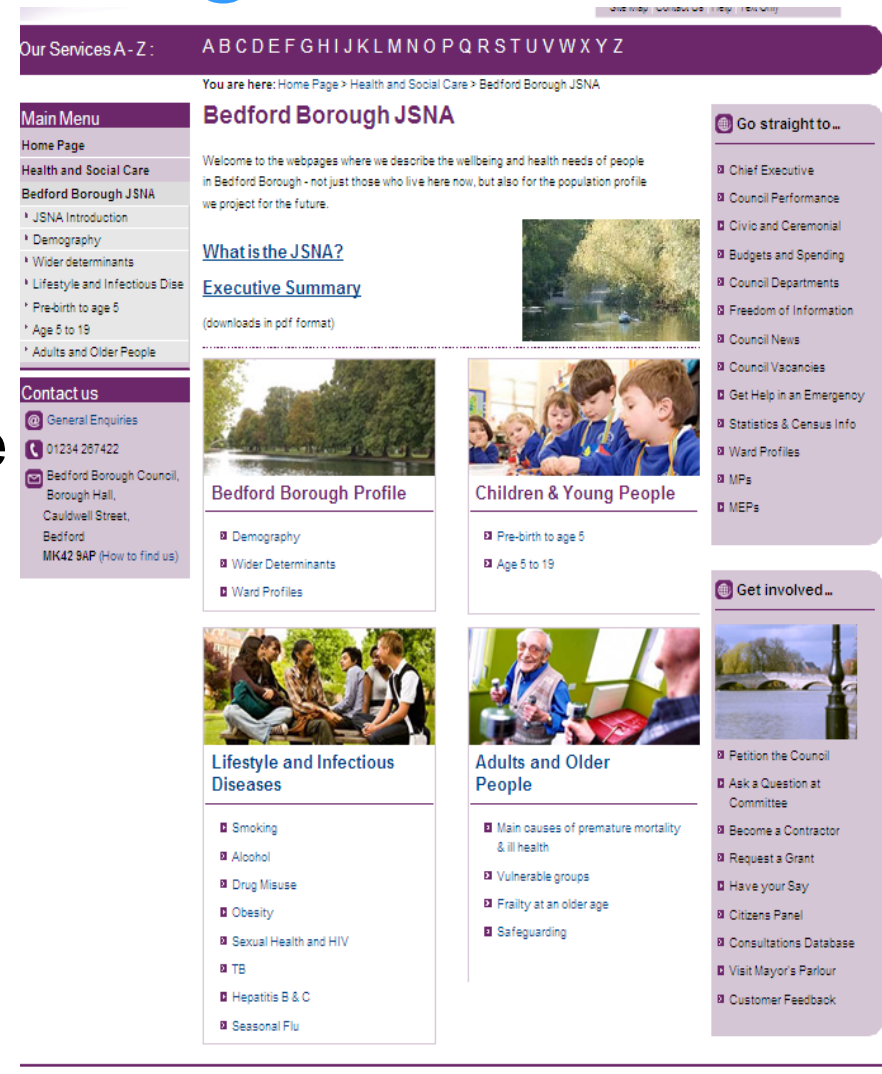 Site Map Contact Us Help Text Only
Our Services A - Z :
A B C D E F G H I J K L M N O P Q R S T U V W X Y Z
You are here: Home Page > Health and Social Care > Bedford Borough JSNA
Main Menu
Home Page
Health and Social Care
Bedford Borough JSNA
JSNA Introduction
Demography
Wider determinants
Lifestyle and Infectious Dise
Pre-birth to age 5
Age 5 to 19
Adults and Older People
Contact us
General Enquiries
01234 267422
Bedford Borough Council,
Borough Hall,
Cauldwell Street,
Bedford
MK42 9AP (How to find us)
e
Bedford Borough JSNA
Welcome to the webpages where we describe the wellbeing and health needs of people
in Bedford Borough - not just those who live here now, but also for the population profile
we project for the future.
What is the JSNA?
Executive Summary
(downloads in pdf format)
Bedford Borough Profile
Demography
Wider Determinants
Ward Profiles
Children & Young People
Pre-birth to age 5
Age 5 to 19
Lifestyle and Infectious
Diseases
Smoking
Alcohol
Drug Misuse
Obesity
Sexual Health and HIV
TB
Hepatitis B & C
Seasonal Flu
Adults and Older
People
Main causes of premature mortality
& ill health
Vulnerable groups
Frailty at an older age
Safeguarding
Go straight to...
Chief Executive
Council Performance
Civic and Ceremonial
Budgets and Spending
Council Departments
Freedom of Information
Council News
Council Vacancies
Get Help in an Emergency
Statistics & Census Info
Ward Profiles
MPs
MEPs
Get involved...
Petition the Council
Ask a Question at
Committee
Become a Contractor
Request a Grant
Have your Say
Citizens Panel
Consultations Database
Visit Mayor's Parlour
Customer Feedback